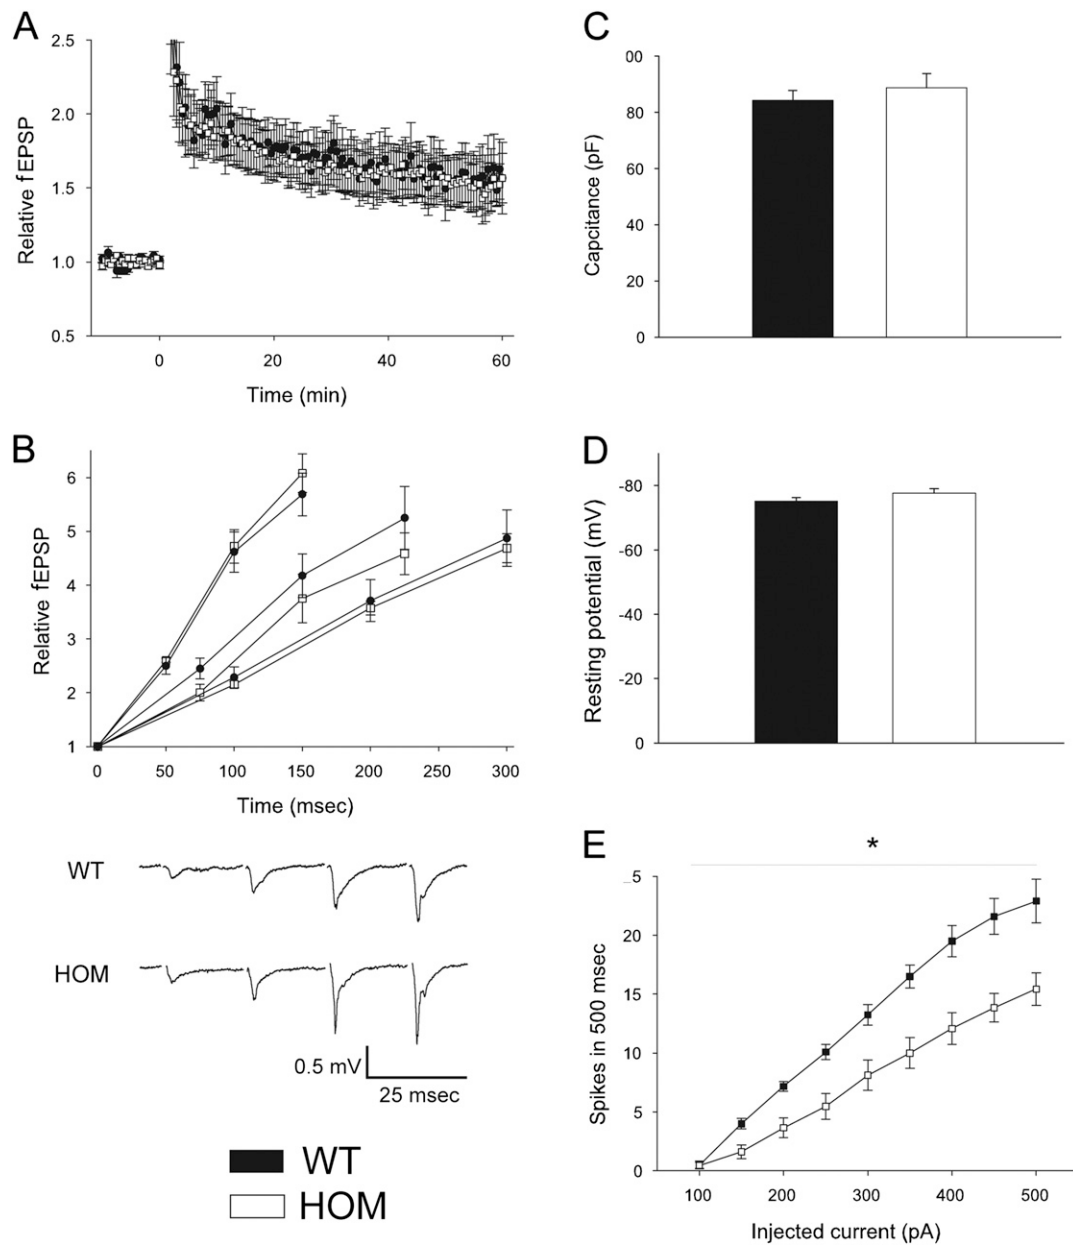 A
2.5
2.0
1.5
1.0
0.5
Relative fEPSP
0
20
40
60
Time (min)
B
6
5
4
3
2
1
Relative fEPSP
0
50
100
150
200
250
300
Time (msec)
WT
HOM
0.5 mV
25 msec
WT
HOM
C
00
80
60
40
20
0
Capcitance (pF)
D
-80
-60
-40
-20
0
Resting potential (mV)
E
*
5
20
15
10
5
0
Spikes in 500 msec
100
200
300
400
500
Injected current (pA)